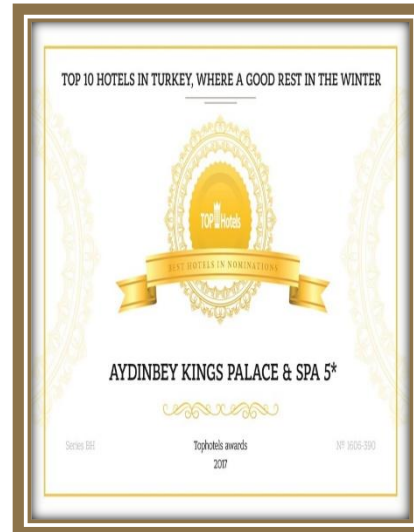 TOP 10 HOTELS IN TURKEY, WHERE A GOOD REST IN THE WINTER
TOP Hotels
BEST HOTELS IN NOMINATIONS
AYDINBEY KINGS PALACE & SPA 5*
Series BH Tophotels awards № 1606-390
2017